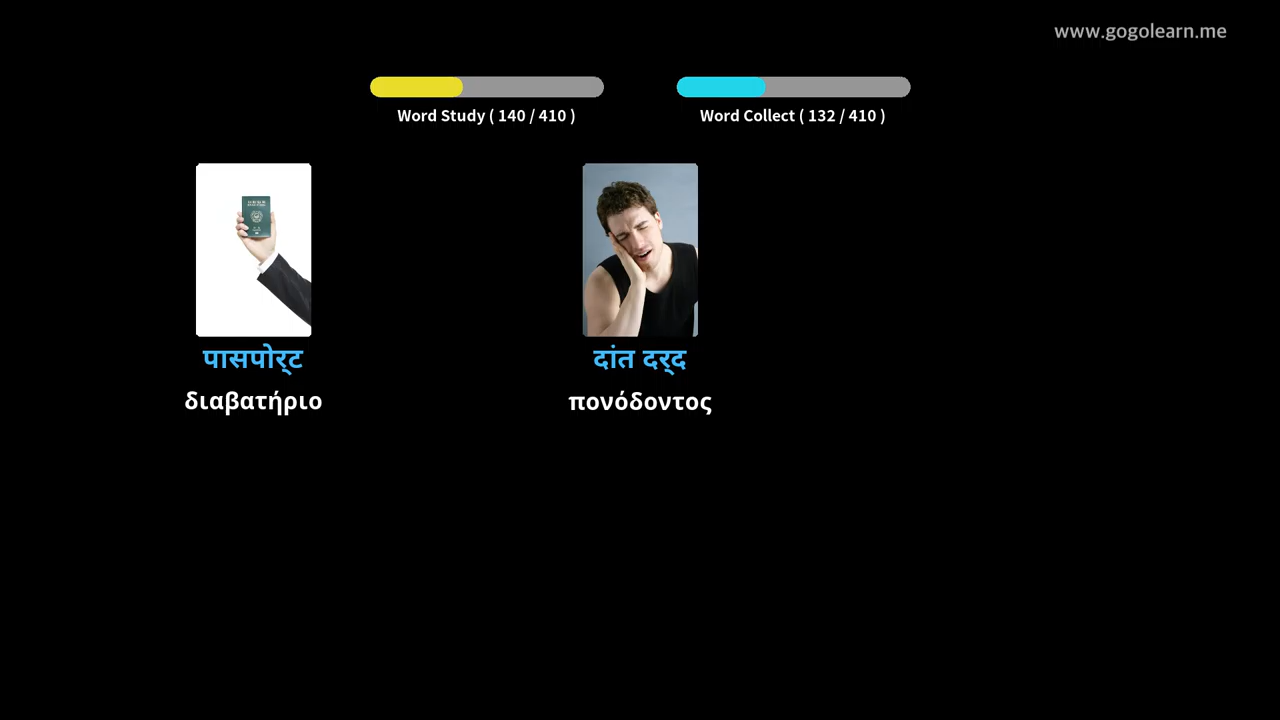 www.gogolearn.me
Word Study ( 140 / 410 )
Word Collect ( 132 / 410 )
पासपोर्ट
दांत दर्द
διαβατήριο
πονόδοντος